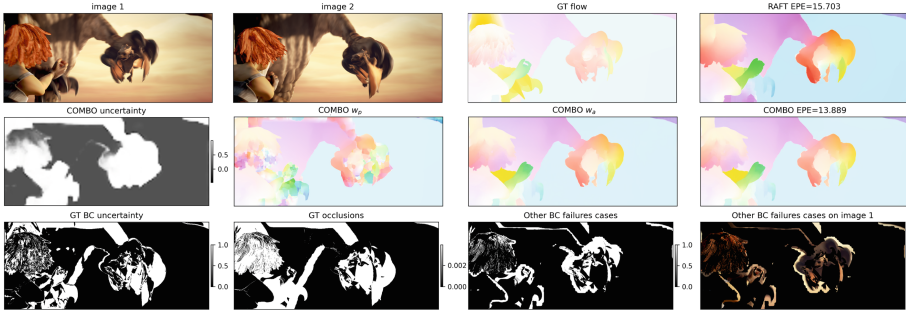 image 1
image 2
GT flow
RAFT EPE=15.703
COMBO uncertainty
COMBO wp
COMBO wa
COMBO EPE=13.889
0.5
0.0
GT BC uncertainty
GT occlusions
Other BC failures cases
Other BC failures cases on image 1
1.0
0.5
0.0
0.002
0.000
1.0
0.5
0.0